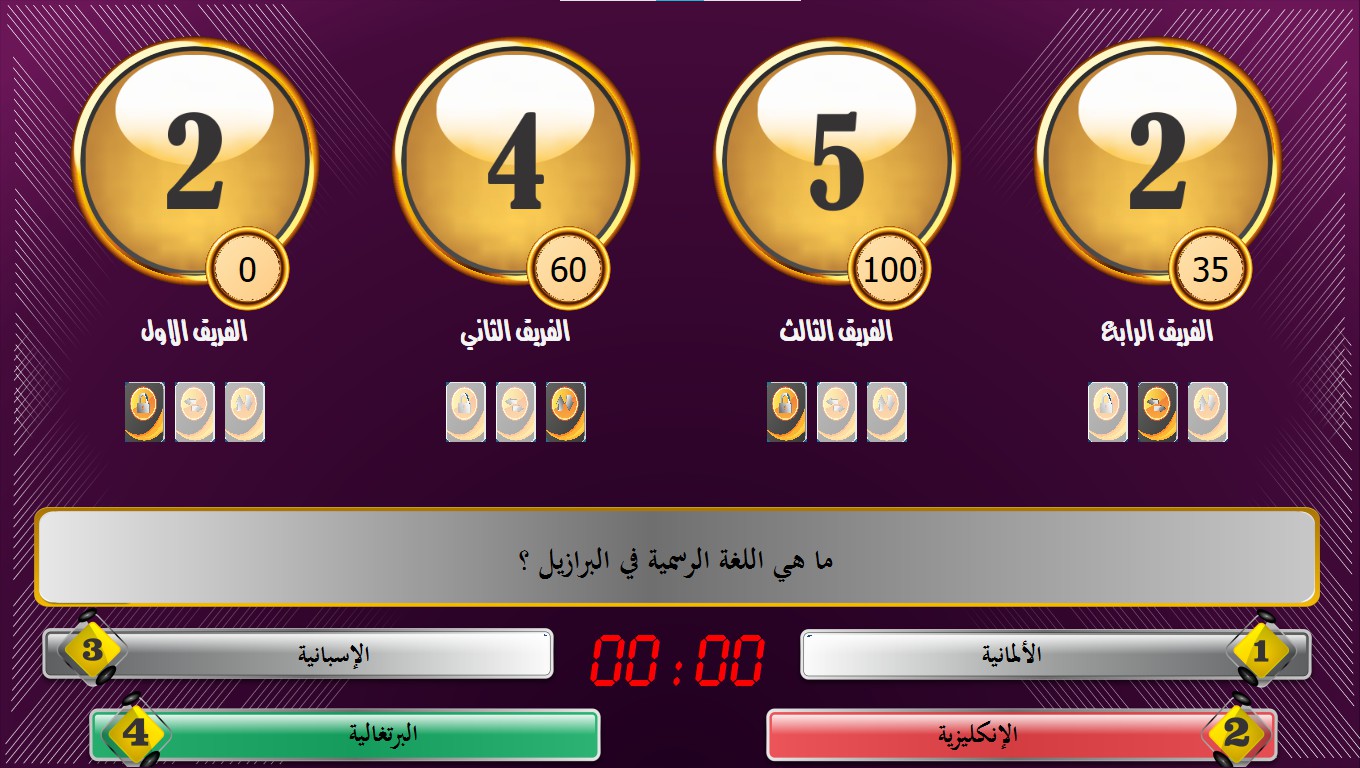 2
4
5
2
0
60
100
35
الفريق الاول
الفريق الثاني
الفريق الثالث
الفريق الرابع
ما هي اللغة الرسمية في البرازيل ؟
1
الألمانية
00:00
3
الإسبانية
2
الإنكليزية
4
البرتغالية